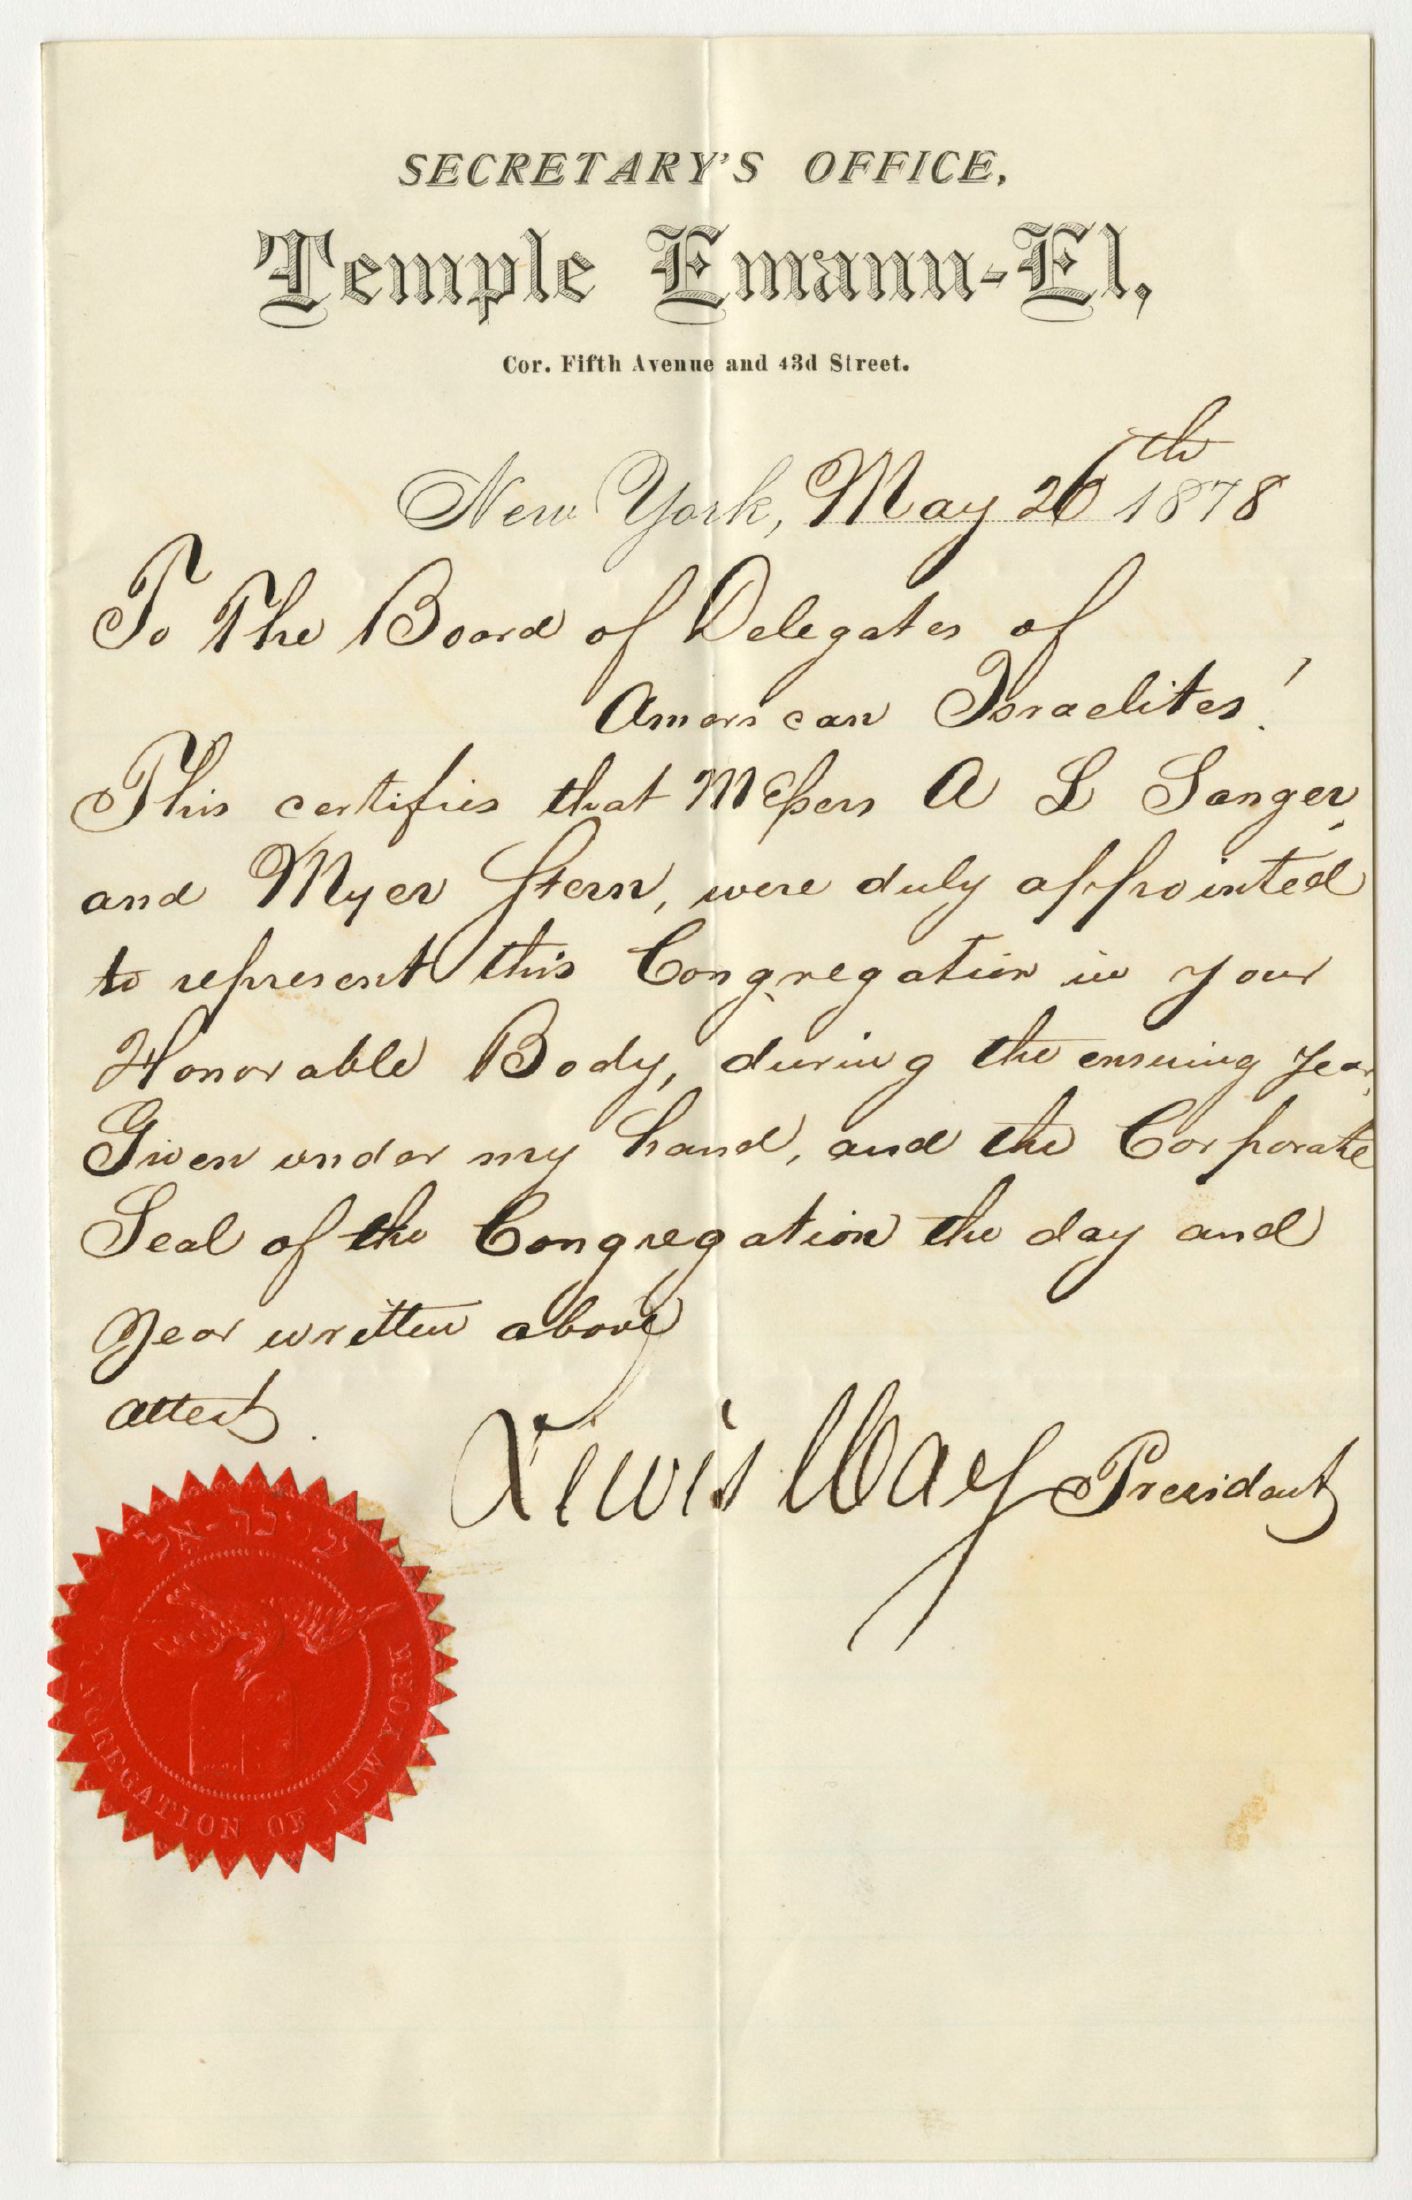 SECRETARY'S OFFICE,
Temple Emanu-El,
Cor. Fifth Avenue and 43d Street.
New York, May 26th 1878
To The Board of Delegates of
American Israelites!
This certifies that Messrs A L Sanger,
and Myer Stern, were duly appointed
to represent this Congregation in your
Honorable Body, during the ensuing year,
Given under my hand, and the Corporate
Seal of the Congregation the day and
Year written above
attest.
Lewis May President
CONGREGATION OF NEW YORK